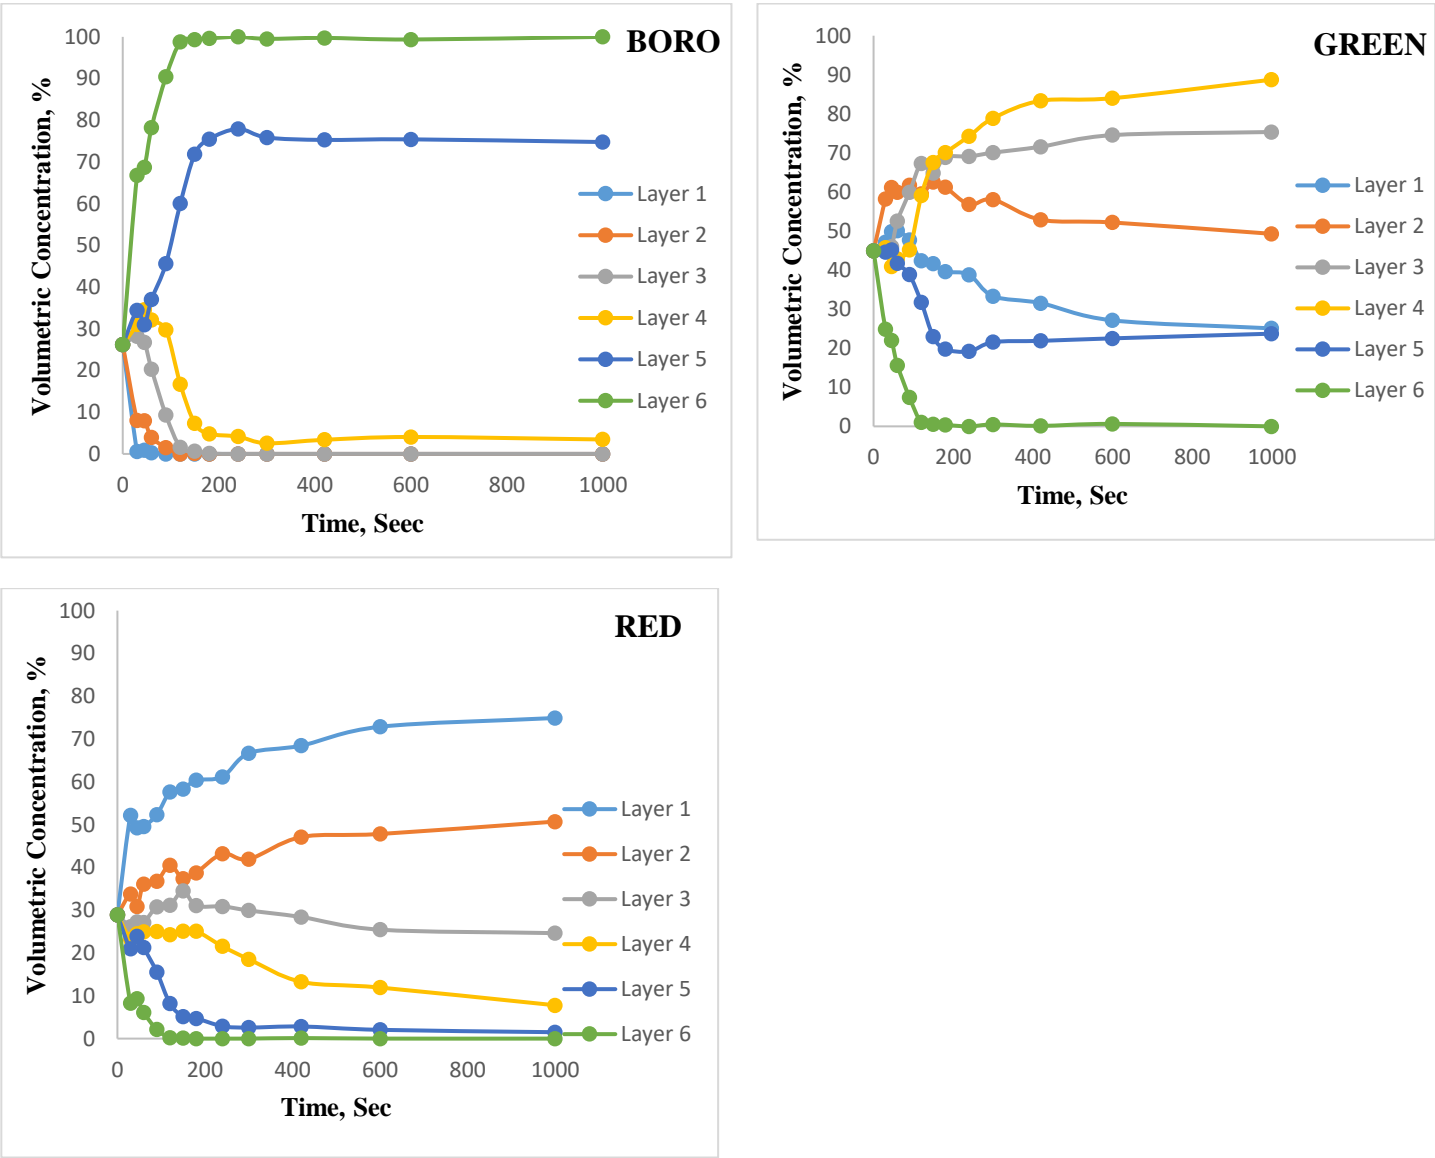 BORO
Volumetric Concentration, %
100
90
80
70
60
50
40
30
20
10
0
0 200 400 600 800 1000
Time, Seec
Layer 1
Layer 2
Layer 3
Layer 4
Layer 5
Layer 6
GREEN
Volumetric Concentration, %
100
90
80
70
60
50
40
30
20
10
0
0 200 400 600 800 1000
Time, Sec
Layer 1
Layer 2
Layer 3
Layer 4
Layer 5
Layer 6
RED
Volumetric Concentration, %
100
90
80
70
60
50
40
30
20
10
0
0 200 400 600 800 1000
Time, Sec
Layer 1
Layer 2
Layer 3
Layer 4
Layer 5
Layer 6